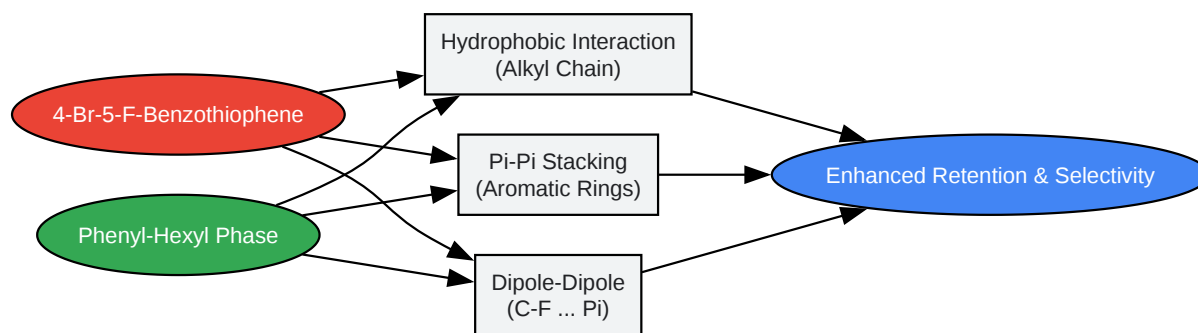 Hydrophobic Interaction
(Alkyl Chain)
4-Br-5-F-Benzothiophene
Pi-Pi Stacking
(Aromatic Rings)
Enhanced Retention & Selectivity
Phenyl-Hexyl Phase
Dipole-Dipole
(C-F ... Pi)